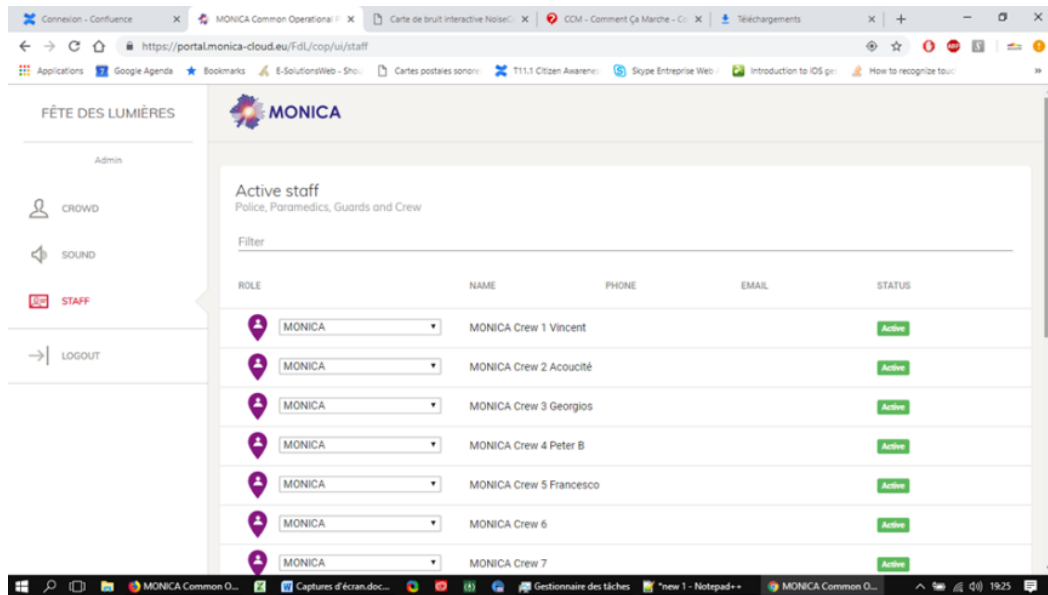 Connexion - Confluence
MONICA Common Operational P
Carte de bruit interactive NoiseC
CCM - Comment Ça Marche - Co
Téléchargements
https://portal.monica-cloud.eu/FdL/cop/ui/staff
Applications
Google Agenda
Bookmarks
E-SolutionsWeb - Shou
Cartes postales sonore
T11.1 Citizen Awarene
Skype Entreprise Web
Introduction to iOS ge
How to recognize touc
FÊTE DES LUMIÈRES
MONICA
Admin
CROWD
SOUND
STAFF
LOGOUT
Active staff
Police, Paramedics, Guards and Crew
Filter
ROLE NAME PHONE EMAIL STATUS
MONICA MONICA Crew 1 Vincent Active
MONICA MONICA Crew 2 Acoucité Active
MONICA MONICA Crew 3 Georgios Active
MONICA MONICA Crew 4 Peter B Active
MONICA MONICA Crew 5 Francesco Active
MONICA MONICA Crew 6 Active
MONICA MONICA Crew 7 Active
MONICA Common O...
Captures d'écran.doc...
Gestionnaire des tâches
*new 1 - Notepad++
MONICA Common O...
19:25